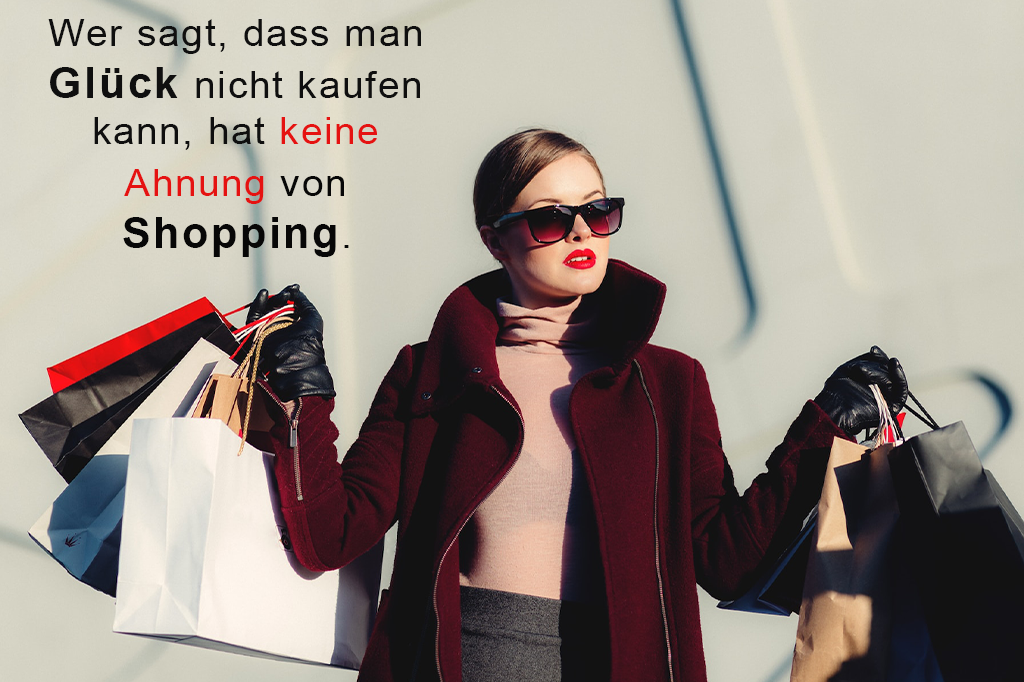 Wer sagt, dass man
Glück nicht kaufen
kann, hat keine
Ahnung von
Shopping.